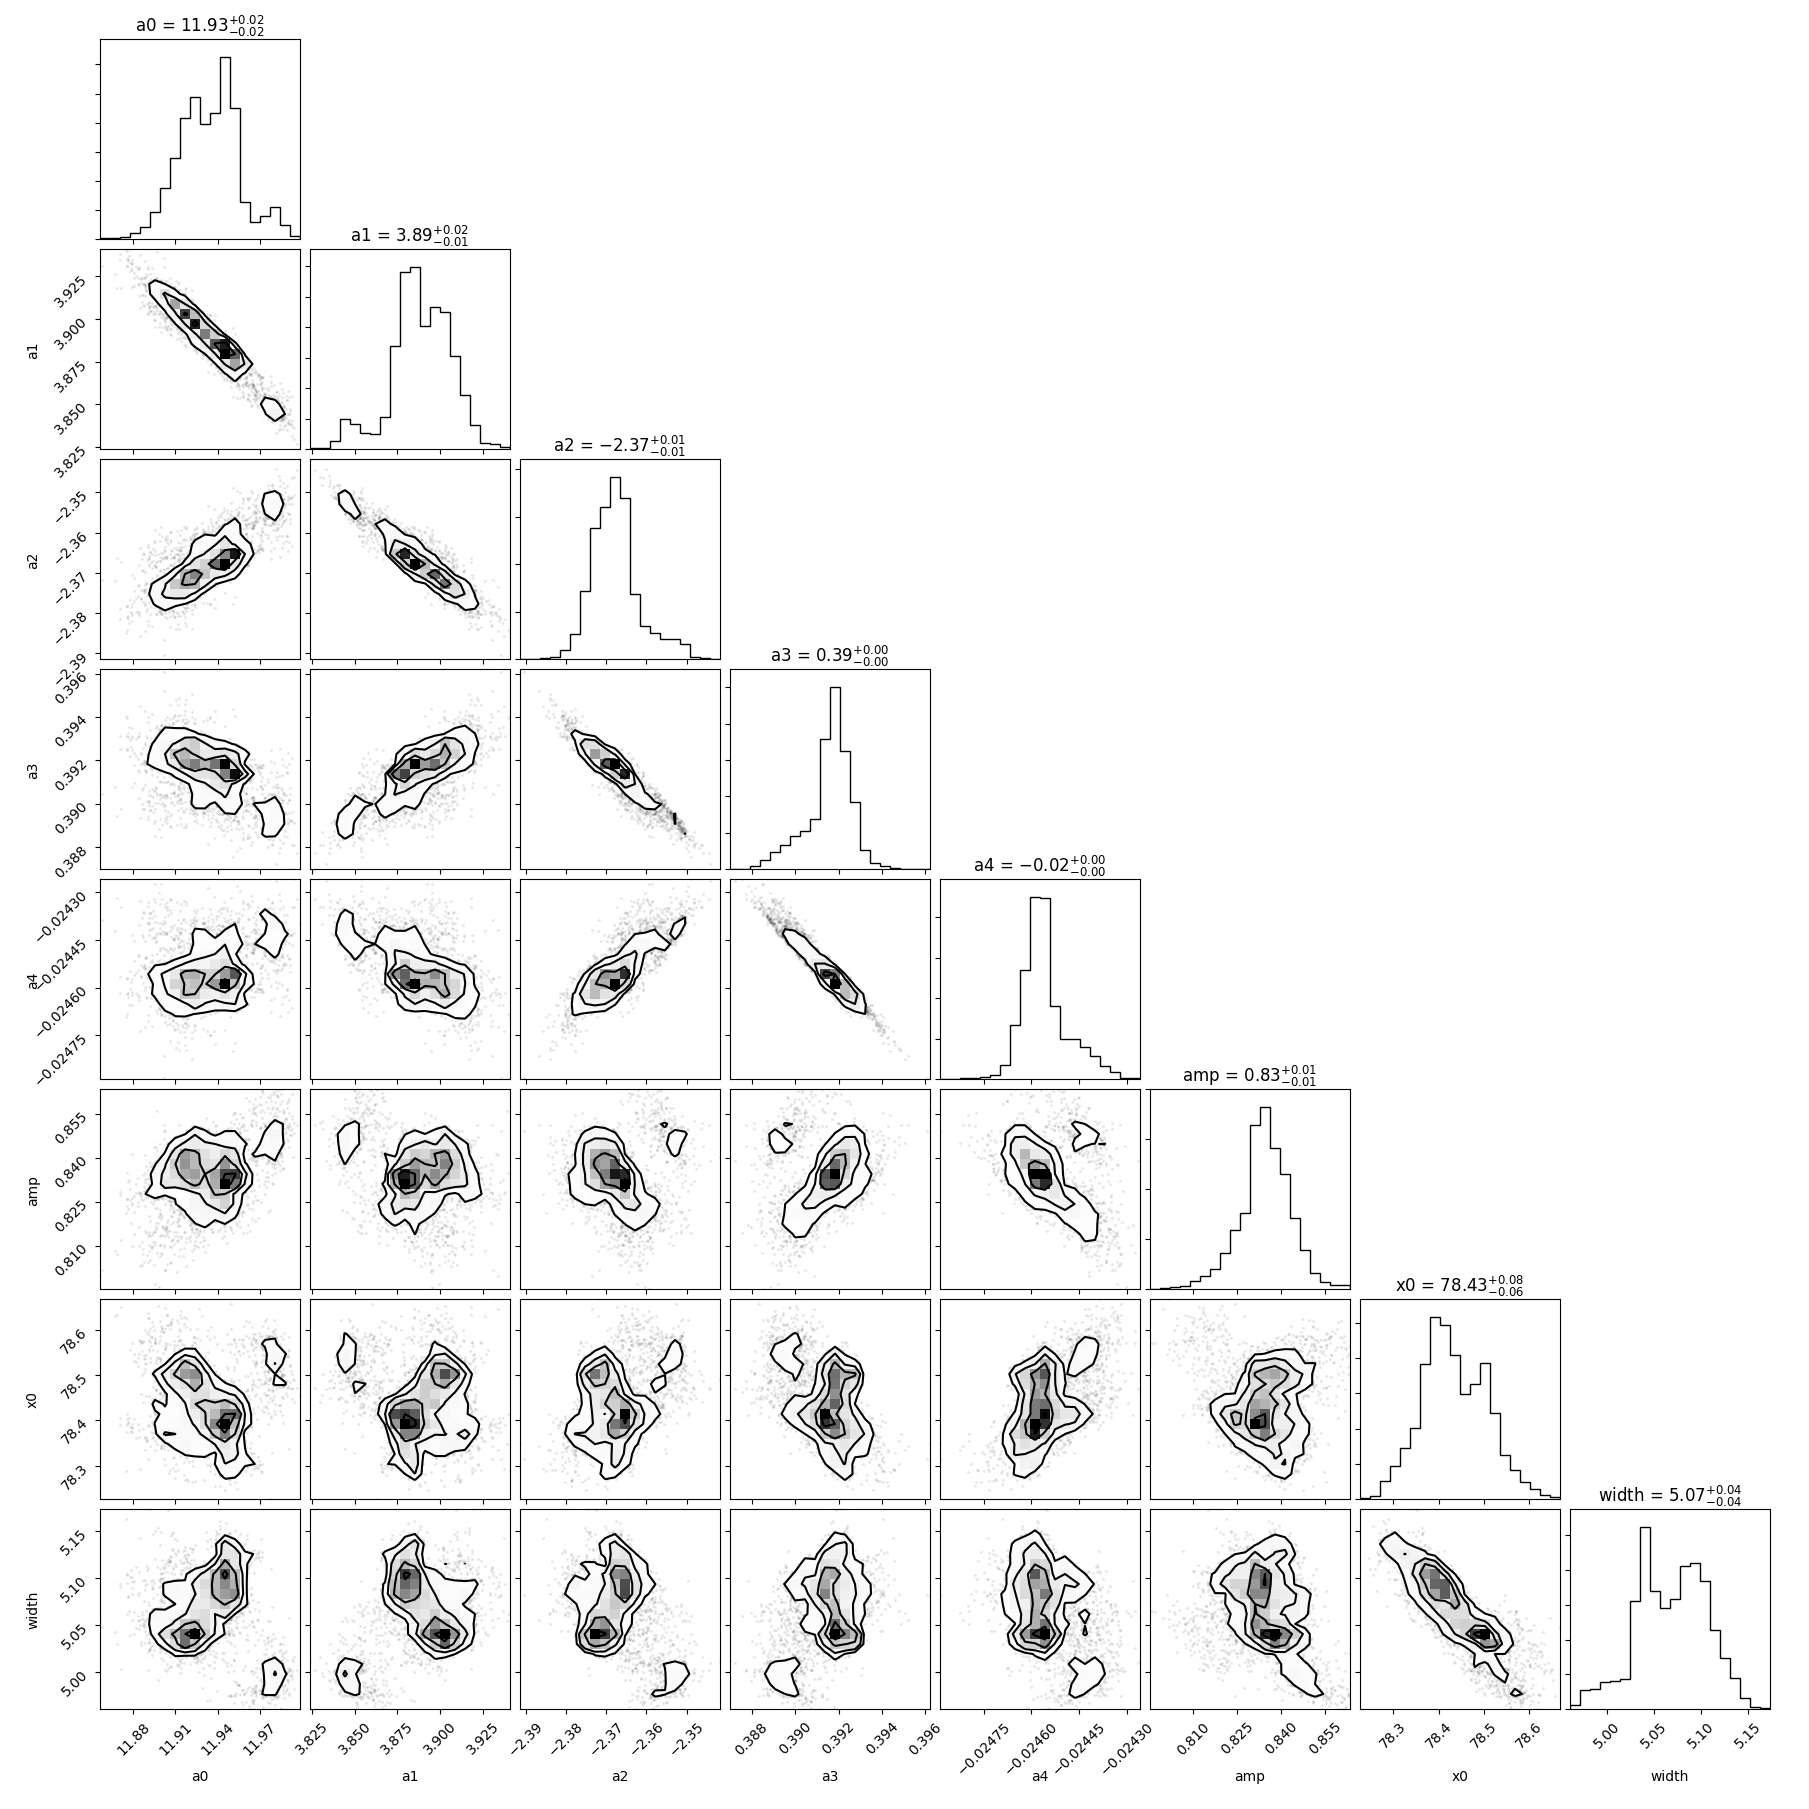 a0 = 11.93+0.02−0.02
a1 = 3.89+0.02−0.01
a2 = −2.37+0.01−0.01
a3 = 0.39+0.00−0.00
a4 = −0.02+0.00−0.00
amp = 0.83+0.01−0.01
x0 = 78.43+0.08−0.06
width = 5.07+0.04−0.04
a1
3.925
3.900
3.875
3.850
3.825
a2
−2.35
−2.36
−2.37
−2.38
−2.39
a3
0.396
0.394
0.392
0.390
0.388
a4
−0.02430
−0.02445
−0.02460
−0.02475
amp
0.855
0.840
0.825
0.810
x0
78.6
78.5
78.4
78.3
width
5.15
5.10
5.05
5.00
11.88 11.91 11.94 11.97
3.825 3.850 3.875 3.900 3.925
−2.39 −2.38 −2.37 −2.36 −2.35
0.388 0.390 0.392 0.394 0.396
−0.02475 −0.02460 −0.02445 −0.02430
0.810 0.825 0.840 0.855
78.3 78.4 78.5 78.6
5.00 5.05 5.10 5.15
a0 a1 a2 a3 a4 amp x0 width